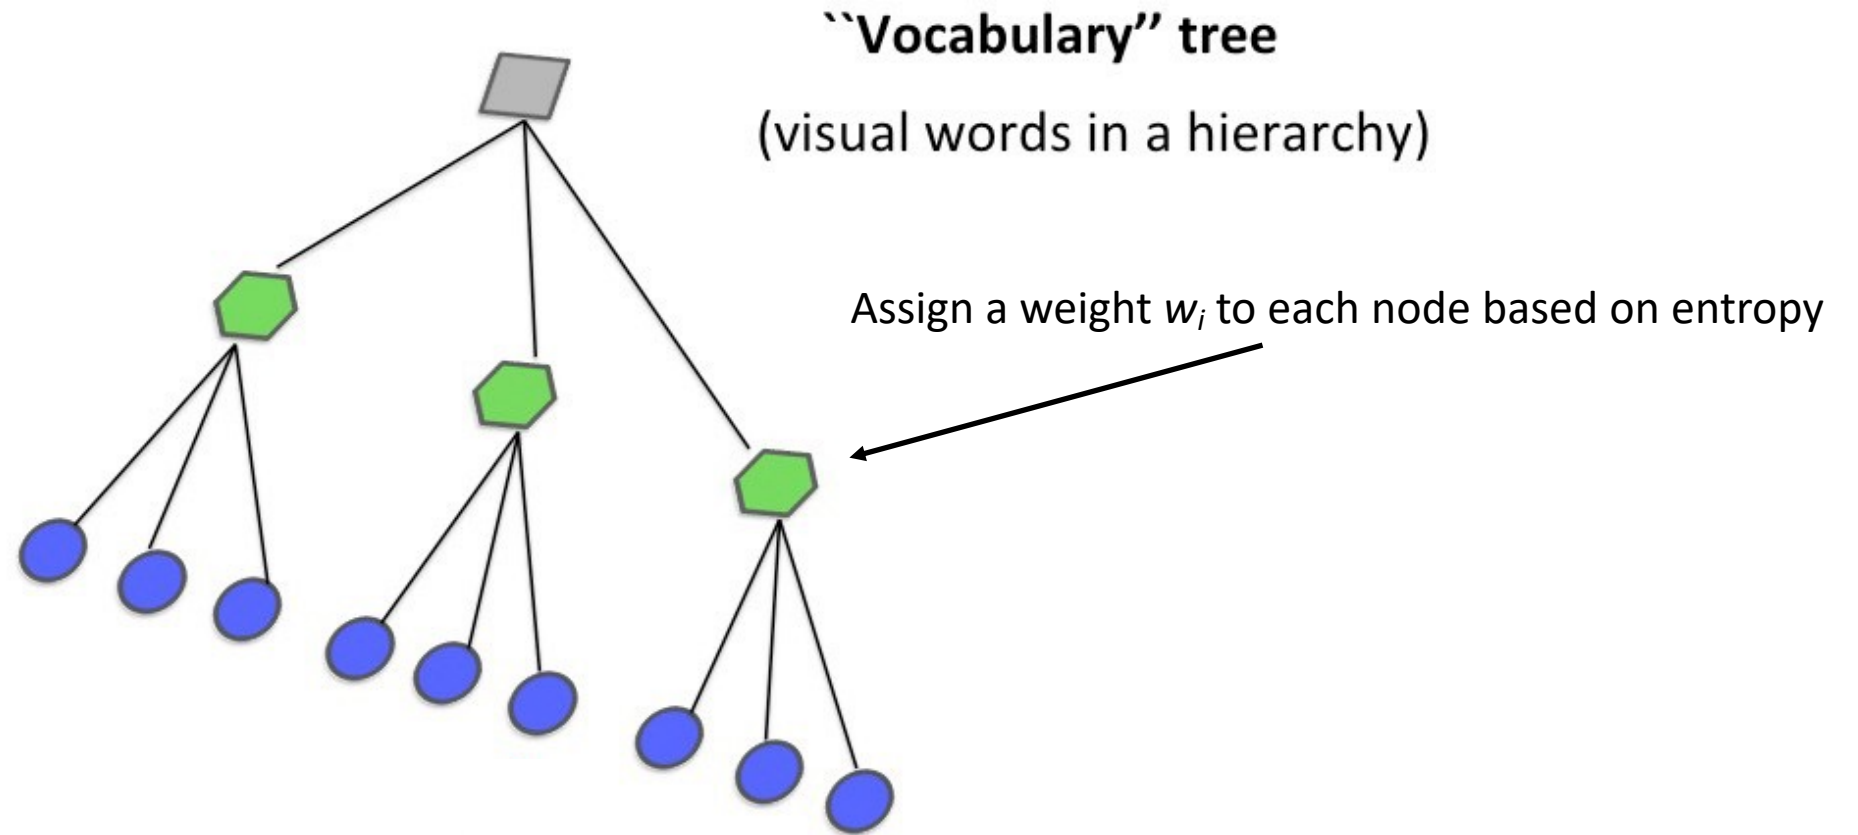 ``Vocabulary’’ tree
(visual words in a hierarchy)
Assign a weight wi to each node based on entropy